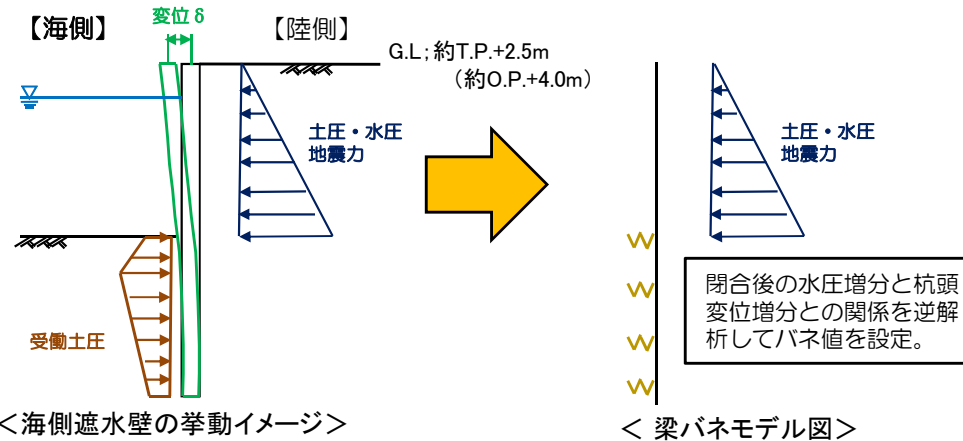 変位δ
【海側】
【陸側】
G.L；約T.P.+2.5m
（約O.P.+4.0m）
土圧・水圧
地震力
受働土圧
＜海側遮水壁の挙動イメージ＞
土圧・水圧
地震力
閉合後の水圧増分と杭頭
変位増分との関係を逆解
析してバネ値を設定。
＜ 梁バネモデル図＞